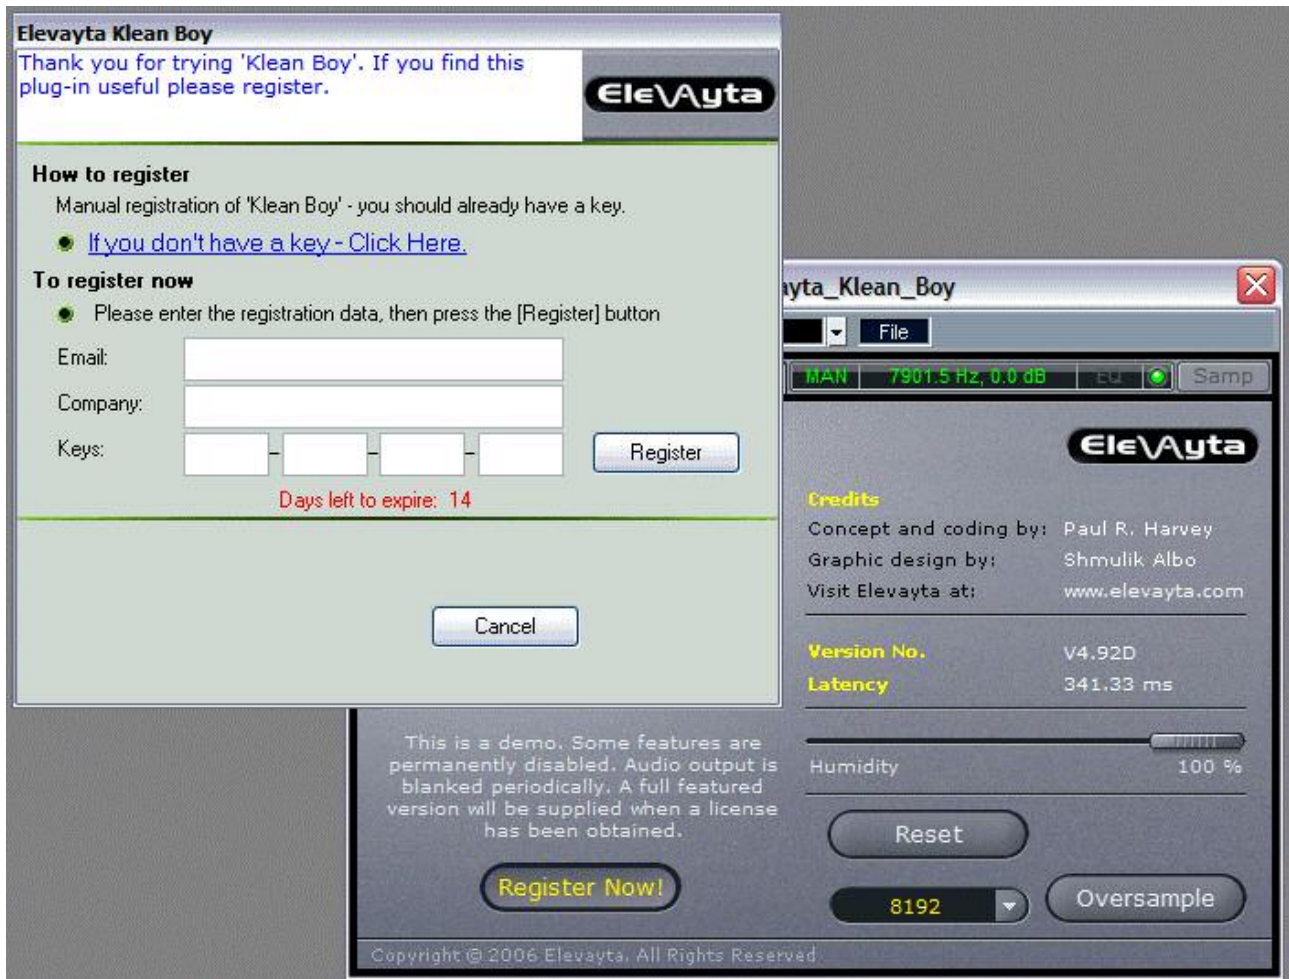 Elevayta Klean Boy
Thank you for trying 'Klean Boy'. If you find this
plug-in useful please register.
EleVAyta
How to register
Manual registration of 'Klean Boy' - you should already have a key.
If you don't have a key - Click Here.
To register now
Please enter the registration data, then press the [Register] button
Email:
Company:
Keys:
– – –
Register
Days left to expire: 14
Cancel
yta_Klean_Boy
File
MAN 7901.5 Hz, 0.0 dB EQ Samp
EleVAyta
Credits
Concept and coding by: Paul R. Harvey
Graphic design by: Shmulik Albo
Visit Elevayta at: www.elevayta.com
Version No. V4.92D
Latency 341.33 ms
This is a demo. Some features are
permanently disabled. Audio output is
blanked periodically. A full featured
version will be supplied when a license
has been obtained.
Register Now!
Humidity 100 %
Reset
8192
Oversample
Copyright © 2006 Elevayta. All Rights Reserved